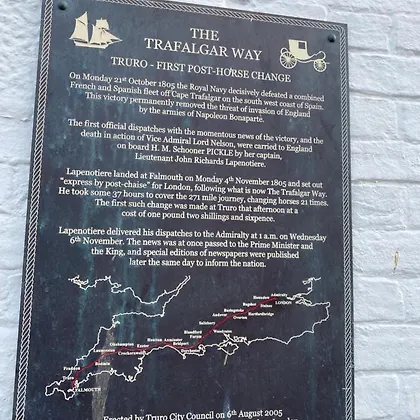 THE
TRAFALGAR WAY
TRURO - FIRST POST-HORSE CHANGE
On Monday 21st October 1805 the Royal Navy decisively defeated a combined
French and Spanish fleet off Cape Trafalgar on the south west coast of Spain.
This victory permanently removed the threat of invasion of England
by the armies of Napoleon Bonaparte.
The first official dispatches with the momentous news of the victory, and the
death in action of Vice Admiral Lord Nelson, were carried to England
on board H. M. Schooner PICKLE by her captain,
Lieutenant John Richards Lapenotiere.
Lapenotiere landed at Falmouth on Monday 4th November 1805 and set out
"express by post-chaise" for London, following what is now The Trafalgar Way.
He took some 37 hours to cover the 271 mile journey, changing horses 21 times.
The first such change was made at Truro that afternoon at a
cost of one pound two shillings and sixpence.
Lapenotiere delivered his dispatches to the Admiralty at 1 a.m. on Wednesday
6th November. The news was at once passed to the Prime Minister and
the King, and special editions of newspapers were published
later the same day to inform the nation.
Hounslow Admiralty
Bagshot Staines LONDON
Basingstoke
Andover Hartfordbridge
Overton
Salisbury
Blandford Woodyates
Forum
Honiton Axminster
Okehampton Exeter Bridport
Launceston Crockernwell Dorchester
Bodmin
Fraddon
Truro
FALMOUTH
Erected by Truro City Council on 6th August 2005